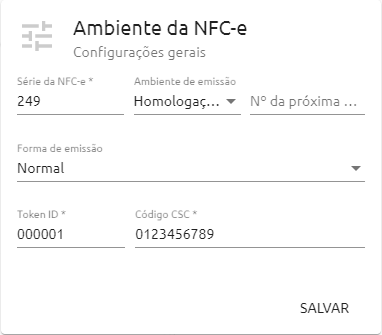 Ambiente da NFC-e
Configurações gerais
Série da NFC-e * Ambiente de emissão
249 Homologaç... Nº da próxima ...
Forma de emissão
Normal
Token ID * Código CSC *
000001 0123456789
SALVAR